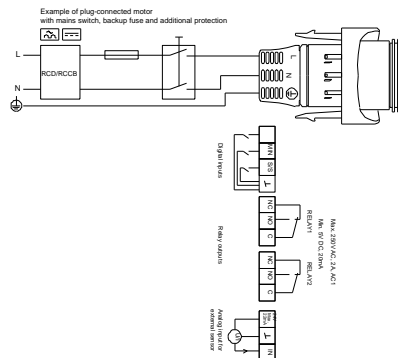 Example of plug-connected motor
with mains switch, backup fuse and additional protection
L
RCD/RCCB
N
L
N
Digital inputs
MIN
S/S
Relay outputs
NC
NO
C
RELAY1
NC
NO
C
RELAY2
Max. 250V AC, 2A, AC1
Min. 5V DC, 20mA
Analog input for
external sensor
IN